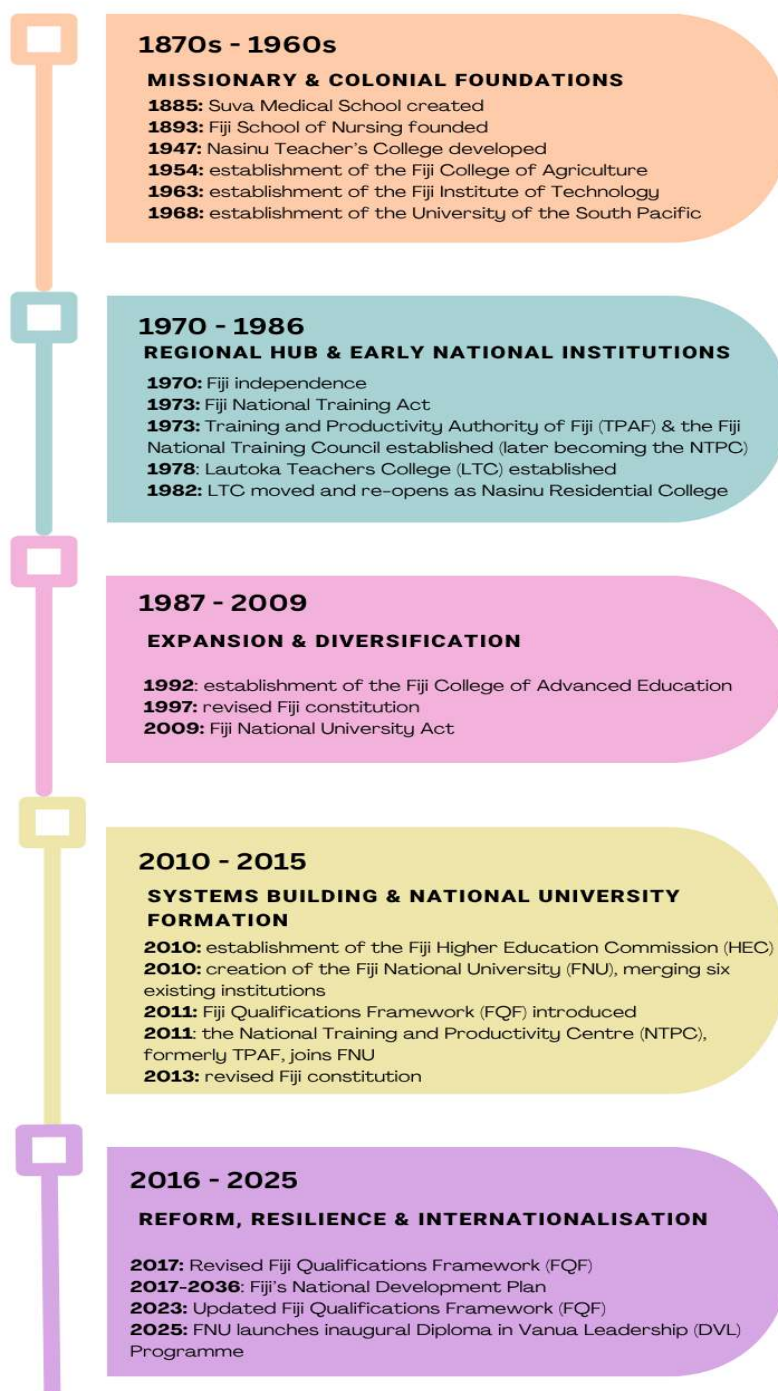 1870s - 1960s
MISSIONARY & COLONIAL FOUNDATIONS
1885: Suva Medical School created
1893: Fiji School of Nursing founded
1947: Nasinu Teacher's College developed
1954: establishment of the Fiji College of Agriculture
1963: establishment of the Fiji Institute of Technology
1968: establishment of the University of the South Pacific
1970 - 1986
REGIONAL HUB & EARLY NATIONAL INSTITUTIONS
1970: Fiji independence
1973: Fiji National Training Act
1973: Training and Productivity Authority of Fiji (TPAF) & the Fiji
National Training Council established (later becoming the NTPC)
1978: Lautoka Teachers College (LTC) established
1982: LTC moved and re-opens as Nasinu Residential College
1987 - 2009
EXPANSION & DIVERSIFICATION
1992: establishment of the Fiji College of Advanced Education
1997: revised Fiji constitution
2009: Fiji National University Act
2010 - 2015
SYSTEMS BUILDING & NATIONAL UNIVERSITY
FORMATION
2010: establishment of the Fiji Higher Education Commission (HEC)
2010: creation of the Fiji National University (FNU), merging six
existing institutions
2011: Fiji Qualifications Framework (FQF) introduced
2011: the National Training and Productivity Centre (NTPC),
formerly TPAF, joins FNU
2013: revised Fiji constitution
2016 - 2025
REFORM, RESILIENCE & INTERNATIONALISATION
2017: Revised Fiji Qualifications Framework (FQF)
2017-2036: Fiji's National Development Plan
2023: Updated Fiji Qualifications Framework (FQF)
2025: FNU launches inaugural Diploma in Vanua Leadership (DVL)
Programme